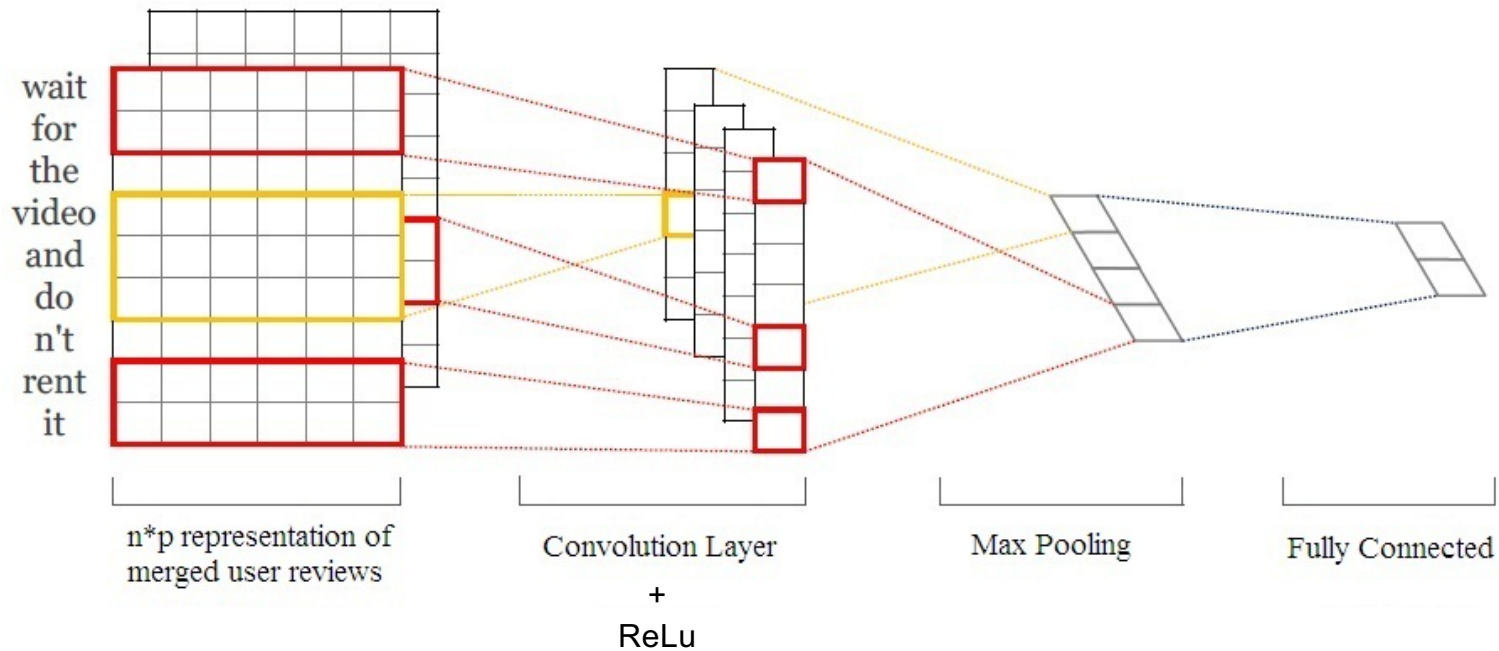 wait
for
the
video
and
do
n't
rent
it
n*p representation of
merged user reviews
Convolution Layer
+
ReLu
Max Pooling
Fully Connected